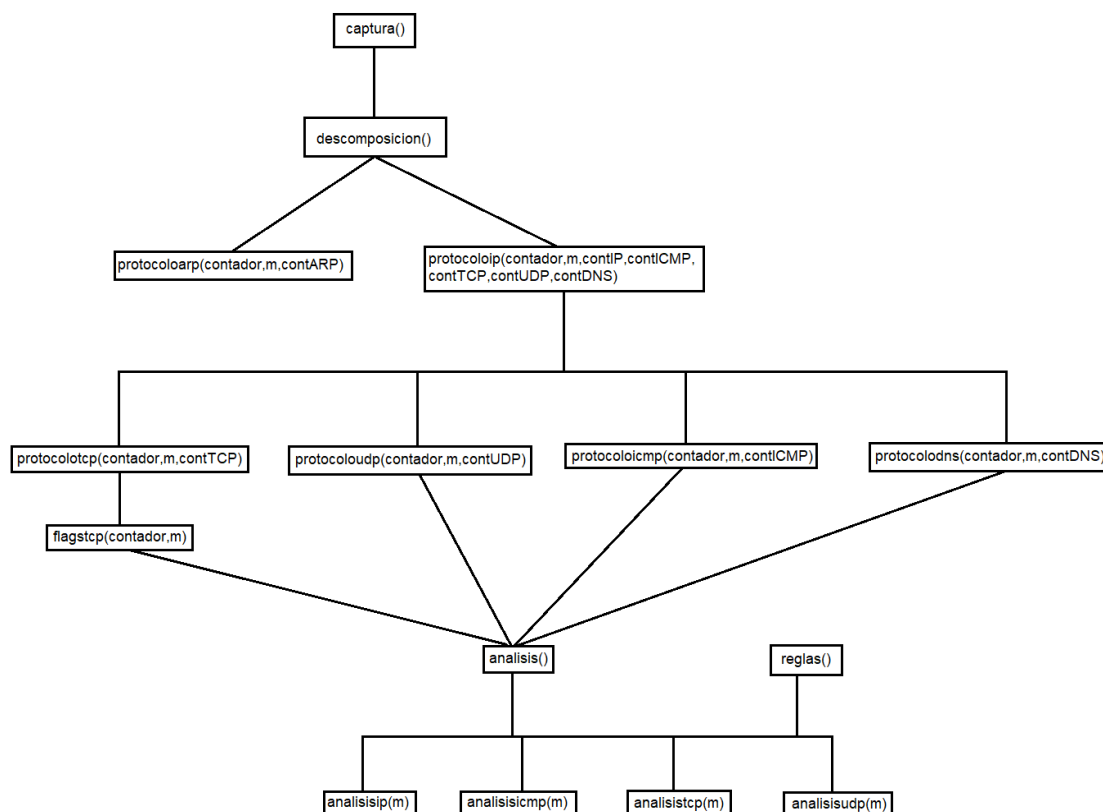 captura()
descomposicion()
protocoloarp(contador,m,contARP)
protocoloip(contador,m,contIP,contICMP,
contTCP,contUDP,contDNS)
protocolotcp(contador,m,contTCP)
protocoloudp(contador,m,contUDP)
protocoloicmp(contador,m,contICMP)
protocolodns(contador,m,contDNS)
flagstcp(contador,m)
analisis()
reglas()
analisisip(m)
analisisicmp(m)
analisistcp(m)
analisisudp(m)